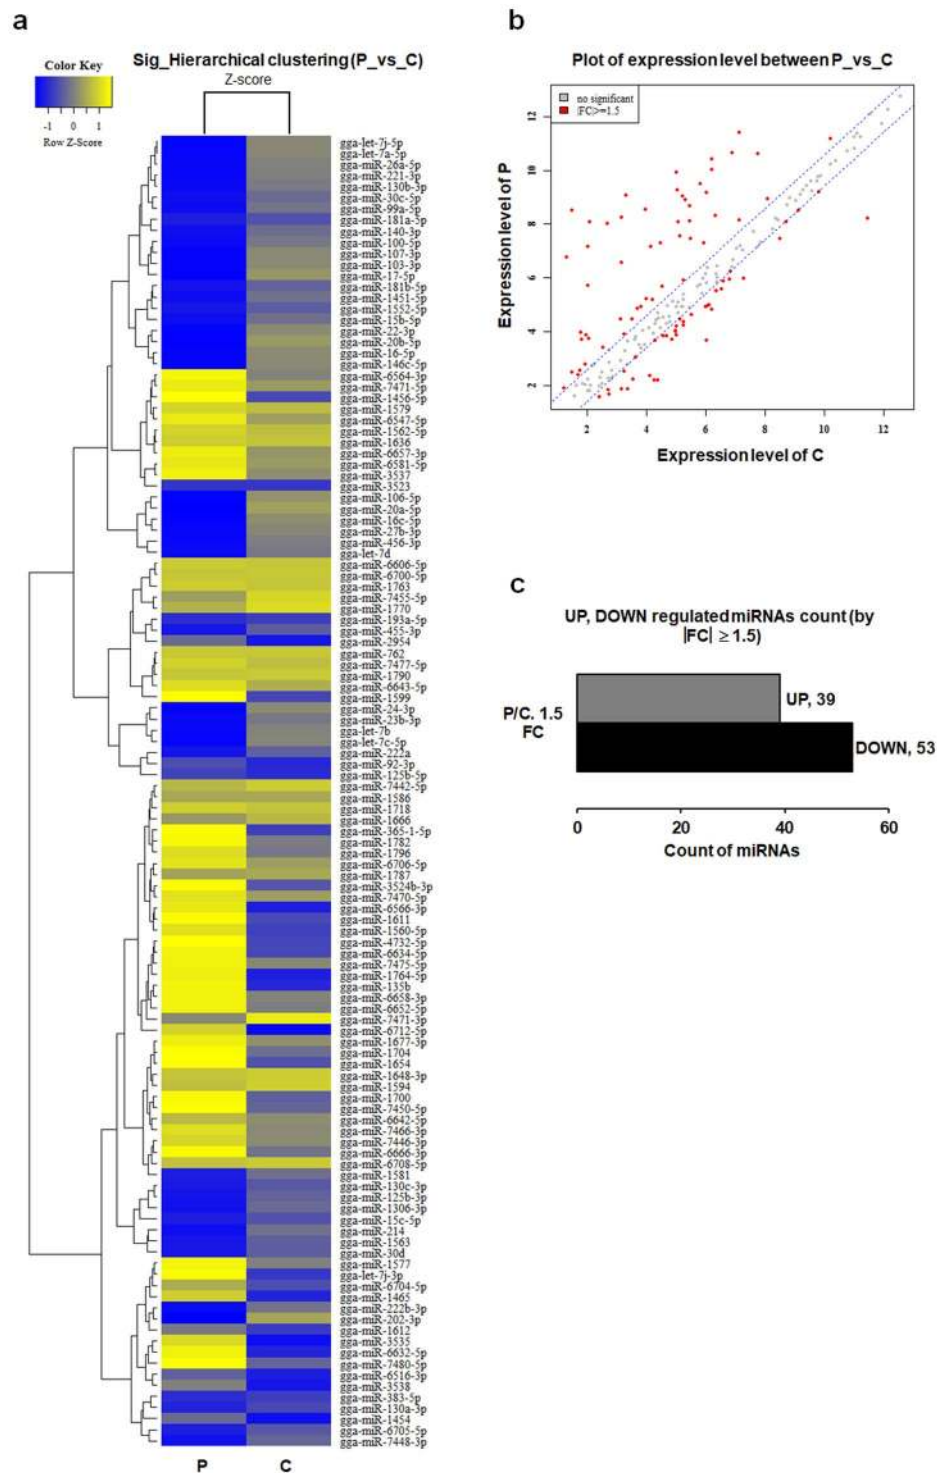 a
Sig_Hierarchical clustering (P_vs_C)
Color Key
Z-score
-1 0 1
Row Z-Score
gga-let-7j-5p
gga-let-7a-5p
gga-miR-26a-5p
gga-miR-221-3p
gga-miR-130b-3p
gga-miR-30c-5p
gga-miR-99a-5p
gga-miR-181a-5p
gga-miR-140-3p
gga-miR-100-5p
gga-miR-107-3p
gga-miR-103-3p
gga-miR-17-5p
gga-miR-181b-5p
gga-miR-1451-5p
gga-miR-1552-5p
gga-miR-15b-5p
gga-miR-22-3p
gga-miR-20b-5p
gga-miR-16-5p
gga-miR-146c-5p
gga-miR-6564-3p
gga-miR-7471-5p
gga-miR-1456-5p
gga-miR-1579
gga-miR-6547-5p
gga-miR-1562-5p
gga-miR-1636
gga-miR-6657-3p
gga-miR-6581-5p
gga-miR-3537
gga-miR-3523
gga-miR-106-5p
gga-miR-20a-5p
gga-miR-16c-5p
gga-miR-27b-3p
gga-miR-456-3p
gga-let-7d
gga-miR-6606-5p
gga-miR-6700-5p
gga-miR-1763
gga-miR-7455-5p
gga-miR-1770
gga-miR-193a-5p
gga-miR-455-3p
gga-miR-2954
gga-miR-762
gga-miR-7477-5p
gga-miR-1790
gga-miR-6643-5p
gga-miR-1599
gga-miR-24-3p
gga-miR-23b-3p
gga-let-7b
gga-let-7c-5p
gga-miR-222a
gga-miR-92-3p
gga-miR-125b-5p
gga-miR-7442-5p
gga-miR-1586
gga-miR-1718
gga-miR-1666
gga-miR-365-1-5p
gga-miR-1782
gga-miR-1796
gga-miR-6706-5p
gga-miR-1787
gga-miR-3524b-3p
gga-miR-7470-5p
gga-miR-6566-3p
gga-miR-1611
gga-miR-1560-5p
gga-miR-4732-5p
gga-miR-6634-5p
gga-miR-7475-5p
gga-miR-1764-5p
gga-miR-135b
gga-miR-6658-3p
gga-miR-6652-5p
gga-miR-7471-3p
gga-miR-6712-5p
gga-miR-1677-3p
gga-miR-1704
gga-miR-1654
gga-miR-1648-3p
gga-miR-1594
gga-miR-1700
gga-miR-7450-5p
gga-miR-6642-5p
gga-miR-7466-3p
gga-miR-7446-3p
gga-miR-6666-3p
gga-miR-6708-5p
gga-miR-1581
gga-miR-130c-3p
gga-miR-125b-3p
gga-miR-1306-3p
gga-miR-15c-5p
gga-miR-214
gga-miR-1563
gga-miR-30d
gga-miR-1577
gga-let-7j-3p
gga-miR-6704-5p
gga-miR-1465
gga-miR-222b-3p
gga-miR-202-3p
gga-miR-1612
gga-miR-3535
gga-miR-6632-5p
gga-miR-7480-5p
gga-miR-6516-3p
gga-miR-3538
gga-miR-383-5p
gga-miR-130a-3p
gga-miR-1454
gga-miR-6705-5p
gga-miR-7448-3p
P C
b
Plot of expression level between P_vs_C
no significant
|FC|>=1.5
Expression level of P
12
10
8
6
4
2
2 4 6 8 10 12
Expression level of C
C
UP, DOWN regulated miRNAs count (by
|FC| ≥ 1.5)
P/C. 1.5
FC
UP, 39
DOWN, 53
0 20 40 60
Count of miRNAs